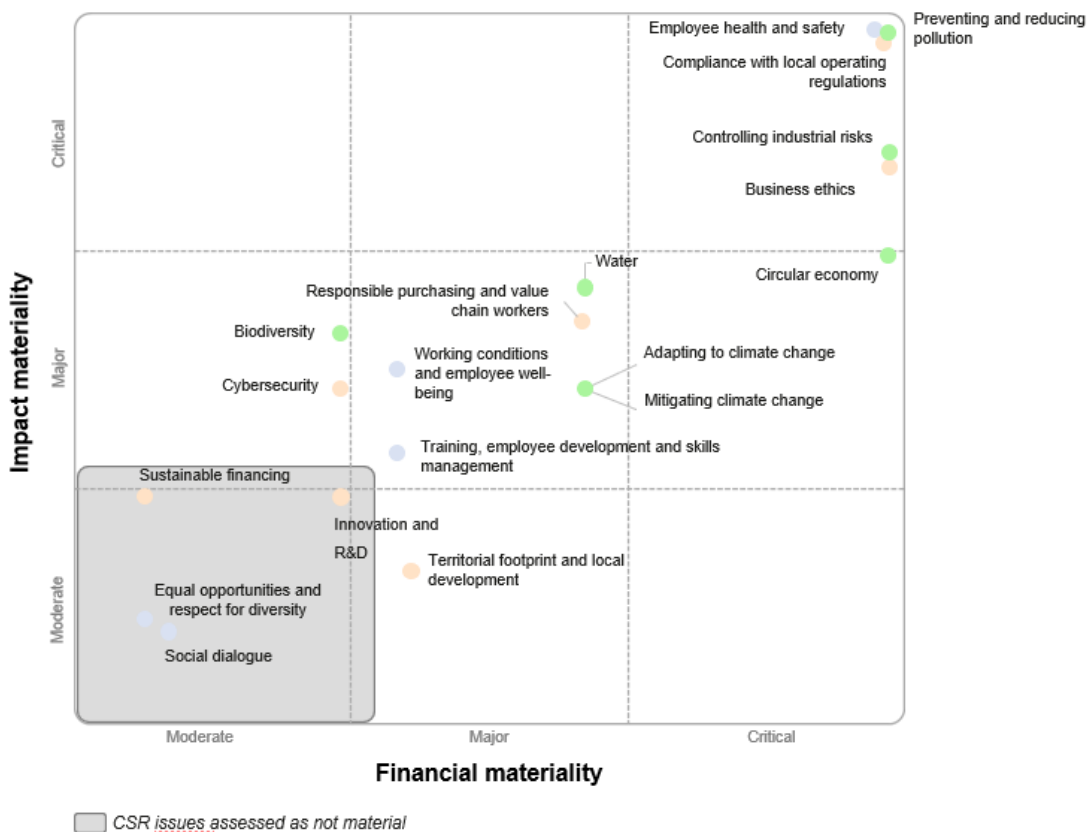 Employee health and safety
Preventing and reducing
pollution
Compliance with local operating
regulations
Controlling industrial risks
Business ethics
Circular economy
Water
Responsible purchasing and value
chain workers
Biodiversity
Adapting to climate change
Working conditions
and employee well-
being
Cybersecurity
Mitigating climate change
Training, employee development and skills
management
Sustainable financing
Innovation and
R&D
Territorial footprint and local
development
Equal opportunities and
respect for diversity
Social dialogue
Impact materiality
Critical
Major
Moderate
Moderate
Major
Critical
Financial materiality
CSR issues assessed as not material